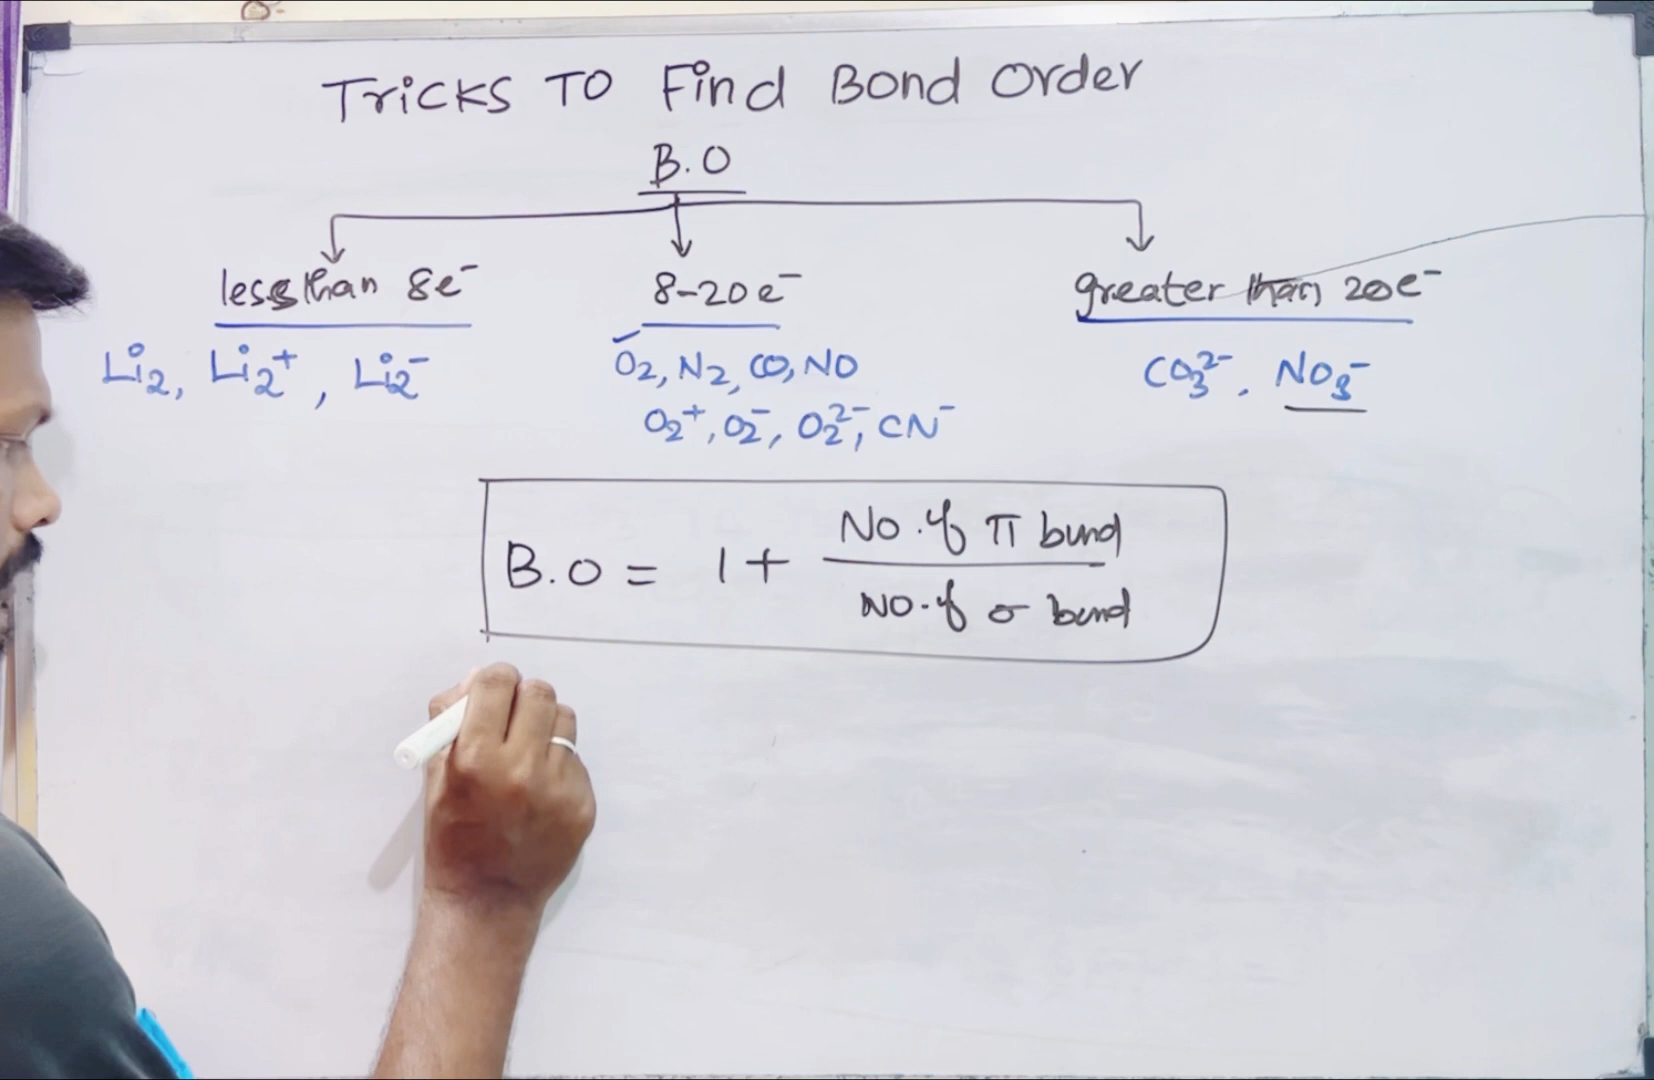 Tricks To Find Bond Order
B.O
less than 8e⁻
8-20e⁻
greater than 20e⁻
Li₂, Li₂⁺, Li₂⁻
O₂, N₂, CO, NO
O₂⁺, O₂⁻, O₂²⁻, CN⁻
CO₃²⁻, NO₃⁻
B.O = 1 + No. of π bond / No. of σ bond